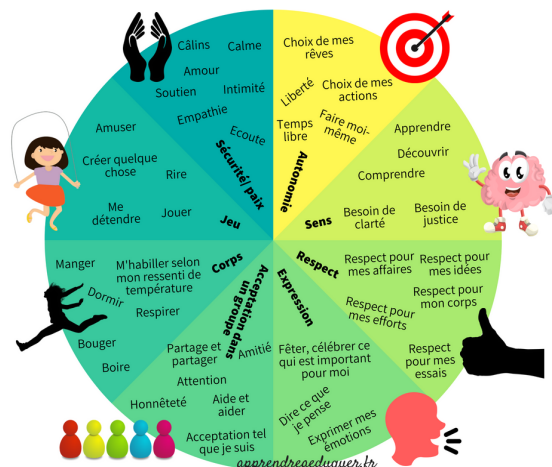 Câlins
Calme
Amour
Soutien
Intimité
Empathie
Ecoute
Sécurité/ paix
Choix de mes
rêves
Liberté
Choix de mes
actions
Temps
libre
Faire moi-
même
Autonomie
Apprendre
Découvrir
Comprendre
Besoin de
clarté
Besoin de
justice
Sens
Respect pour
mes affaires
Respect pour
mes idées
Respect pour
mon corps
Respect pour
mes efforts
Respect
pour mes
essais
Respect
Expression
Fêter, célébrer ce
qui est important
pour moi
Dire ce que
je pense
Exprimer mes
émotions
Acceptation dans
un groupe
Partage et
partager
Amitié
Attention
Honnêteté
Aide et
aider
Acceptation tel
que je suis
Corps
Manger
M'habiller selon
mon ressenti de
température
Dormir
Respirer
Bouger
Boire
Jeu
Amuser
Créer quelque
chose
Rire
Me
détendre
Jouer
apprendreaeduquer.fr